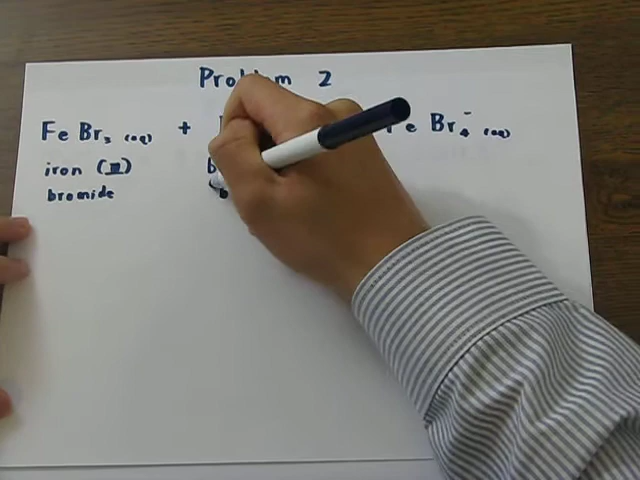 Problem 2
FeBr₃ (aq) + FeBr₄⁻ (aq)
iron (III)
bromide